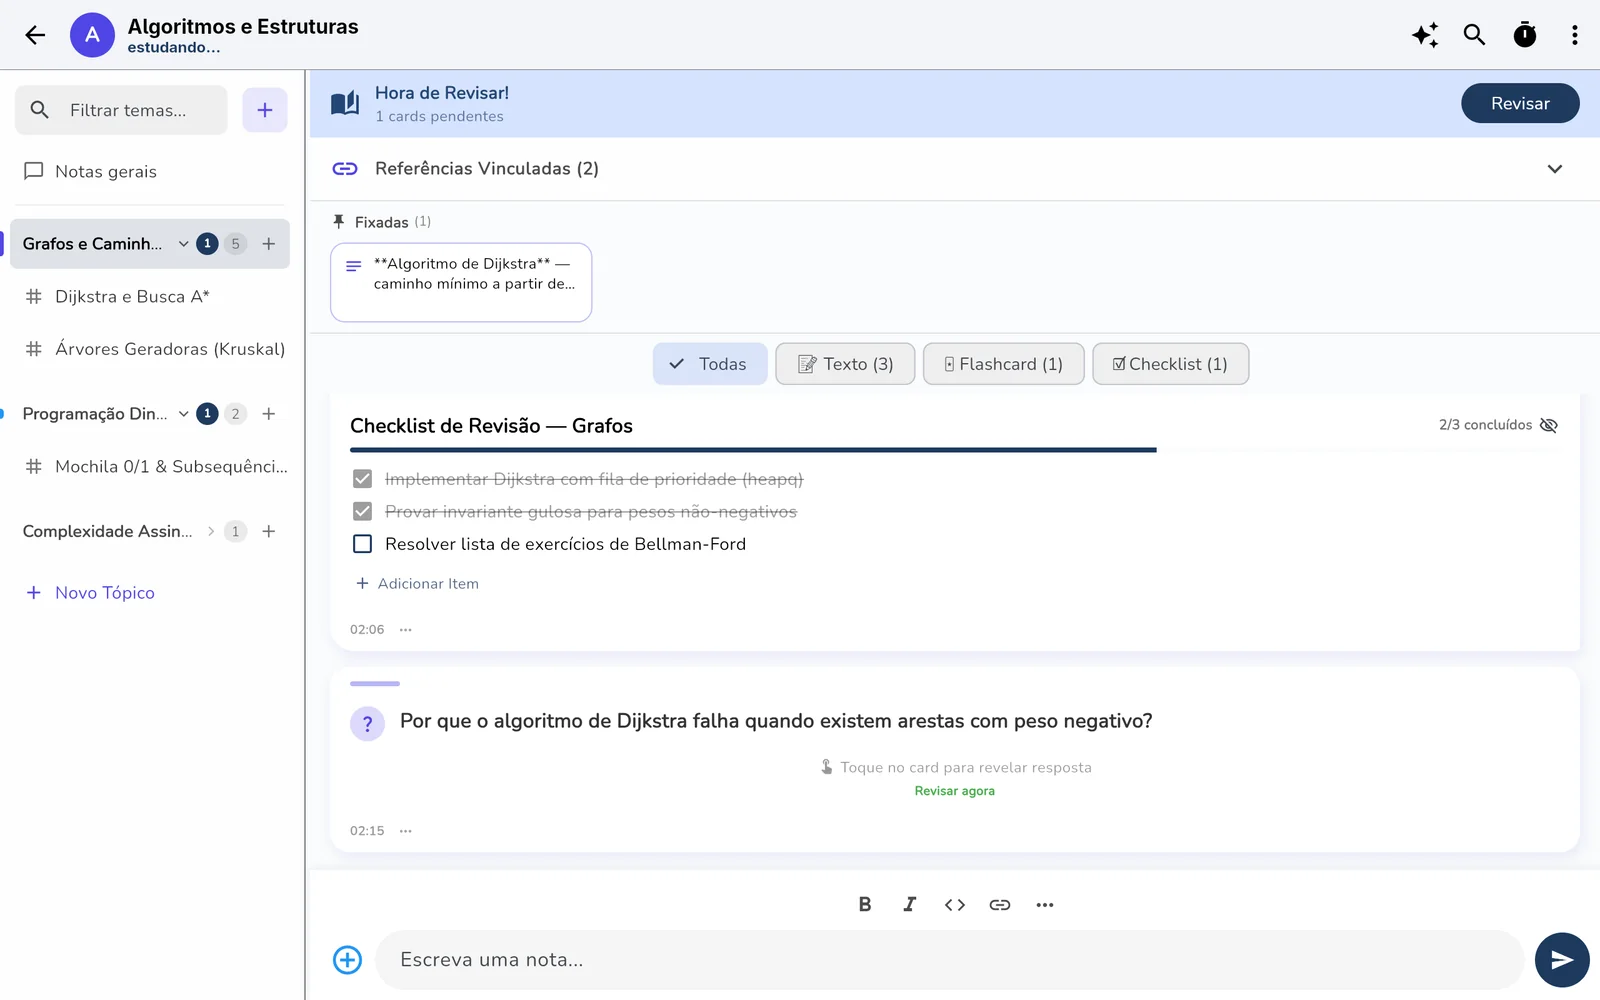 A
Algoritmos e Estruturas
estudando...
Filtrar temas...
Notas gerais
Grafos e Caminh... 1 5
Dijkstra e Busca A*
Árvores Geradoras (Kruskal)
Programação Din... 1 2
Mochila 0/1 & Subsequênci...
Complexidade Assin... 1
+ Novo Tópico
Hora de Revisar!
1 cards pendentes
Revisar
Referências Vinculadas (2)
Fixadas (1)
**Algoritmo de Dijkstra** —
caminho mínimo a partir de...
Todas
Texto (3)
Flashcard (1)
Checklist (1)
Checklist de Revisão — Grafos
2/3 concluídos
Implementar Dijkstra com fila de prioridade (heapq)
Provar invariante gulosa para pesos não-negativos
Resolver lista de exercícios de Bellman-Ford
+ Adicionar Item
02:06 ...
? Por que o algoritmo de Dijkstra falha quando existem arestas com peso negativo?
Toque no card para revelar resposta
Revisar agora
02:15 ...
B I <> ...
Escreva uma nota...